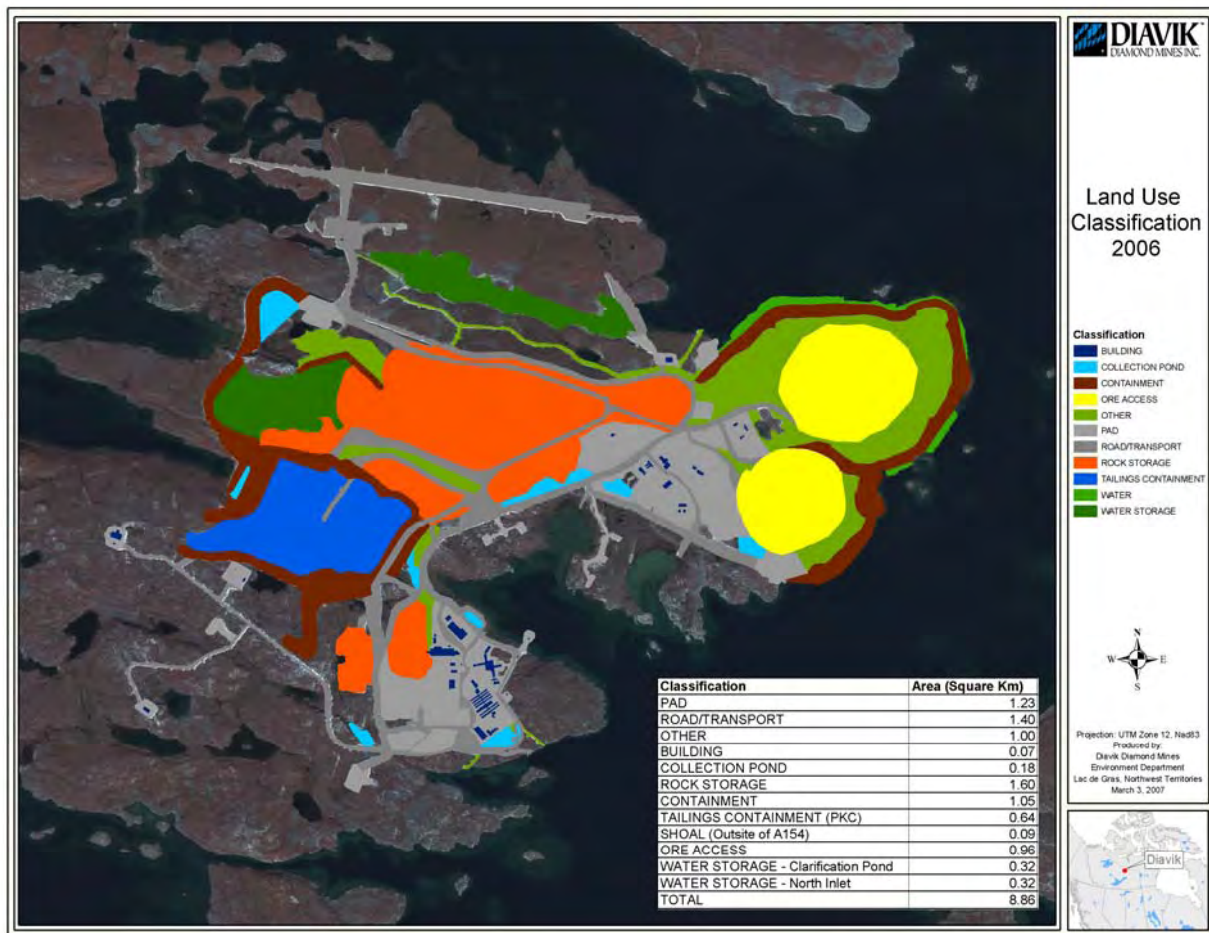 DIAVIK
DIAMOND MINES INC.
Land Use
Classification
2006
Classification
BUILDING
COLLECTION POND
CONTAINMENT
ORE ACCESS
OTHER
PAD
ROAD/TRANSPORT
ROCK STORAGE
TAILINGS CONTAINMENT
WATER
WATER STORAGE
N
W E
S
Projection: UTM Zone 12, Nad83
Produced by:
Diavik Diamond Mines
Environment Department
Lac de Gras, Northwest Territories
March 3, 2007
Diavik
Classification Area (Square Km)
PAD 1.23
ROAD/TRANSPORT 1.40
OTHER 1.00
BUILDING 0.07
COLLECTION POND 0.18
ROCK STORAGE 1.60
CONTAINMENT 1.05
TAILINGS CONTAINMENT (PKC) 0.64
SHOAL (Outsite of A154) 0.09
ORE ACCESS 0.96
WATER STORAGE - Clarification Pond 0.32
WATER STORAGE - North Inlet 0.32
TOTAL 8.86